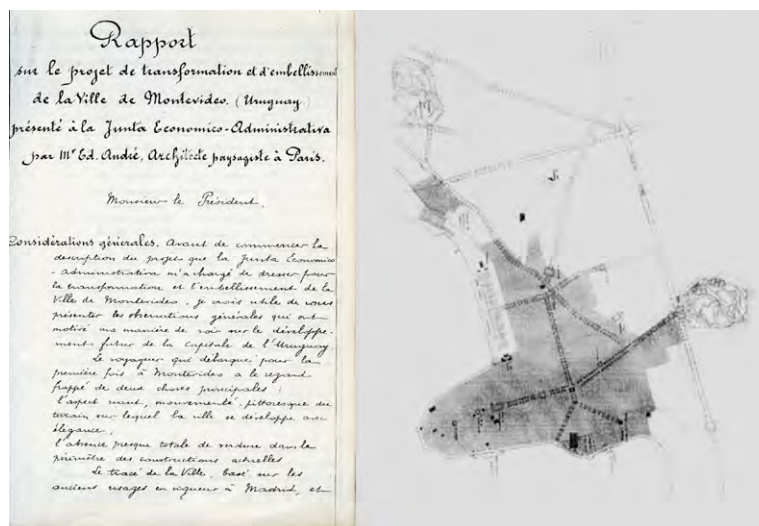 Rapport
sur le projet de transformation et d'embellissement
de la Ville de Montevideo. (Uruguay.)
présenté à la Junta Economico-Administrativa
par Mr Ed. André, Architecte paysagiste à Paris.
Monsieur le Président,
Considérations générales. Avant de commencer la
description du projet que la Junta Economico
-administrativa m'a chargé de dresser pour
la transformation et l'embellissement de la
Ville de Montevideo, je crois utile de vous
présenter les observations générales qui ont
motivé ma manière de voir sur le développe-
ment futur de la capitale de l'Uruguay.
Le voyageur qui débarque pour la
première fois à Montevideo a le regard
frappé de deux choses principales :
l'aspect riant, mouvementé, pittoresque du
terrain sur lequel la ville se développe avec
élégance,
l'absence presque totale de verdure dans le
périmètre des constructions actuelles.
Le tracé de la Ville, basé sur les
anciens usages en vigueur à Madrid, et